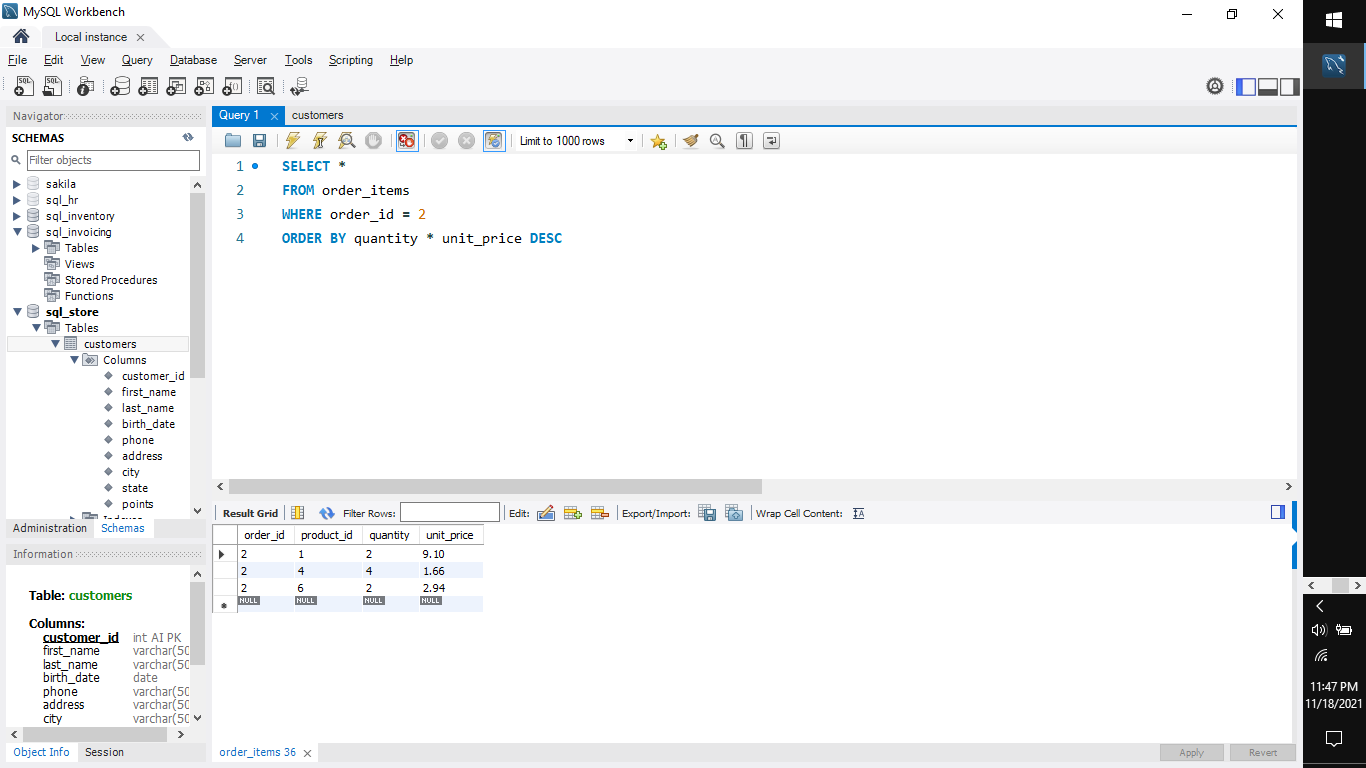 MySQL Workbench
Local instance
File Edit View Query Database Server Tools Scripting Help
Navigator
SCHEMAS
Filter objects
sakila
sql_hr
sql_inventory
sql_invoicing
Tables
Views
Stored Procedures
Functions
sql_store
Tables
customers
Columns
customer_id
first_name
last_name
birth_date
phone
address
city
state
points
Administration Schemas
Information
Table: customers
Columns:
customer_id int AI PK
first_name varchar(50
last_name varchar(50
birth_date date
phone varchar(50
address varchar(50
city varchar(50
Object Info Session
Query 1 customers
Limit to 1000 rows
1 SELECT *
2 FROM order_items
3 WHERE order_id = 2
4 ORDER BY quantity * unit_price DESC
Result Grid Filter Rows: Edit: Export/Import: Wrap Cell Content:
order_id product_id quantity unit_price
2 1 2 9.10
2 4 4 1.66
2 6 2 2.94
NULL NULL NULL NULL
order_items 36
Apply Revert
11:47 PM
11/18/2021